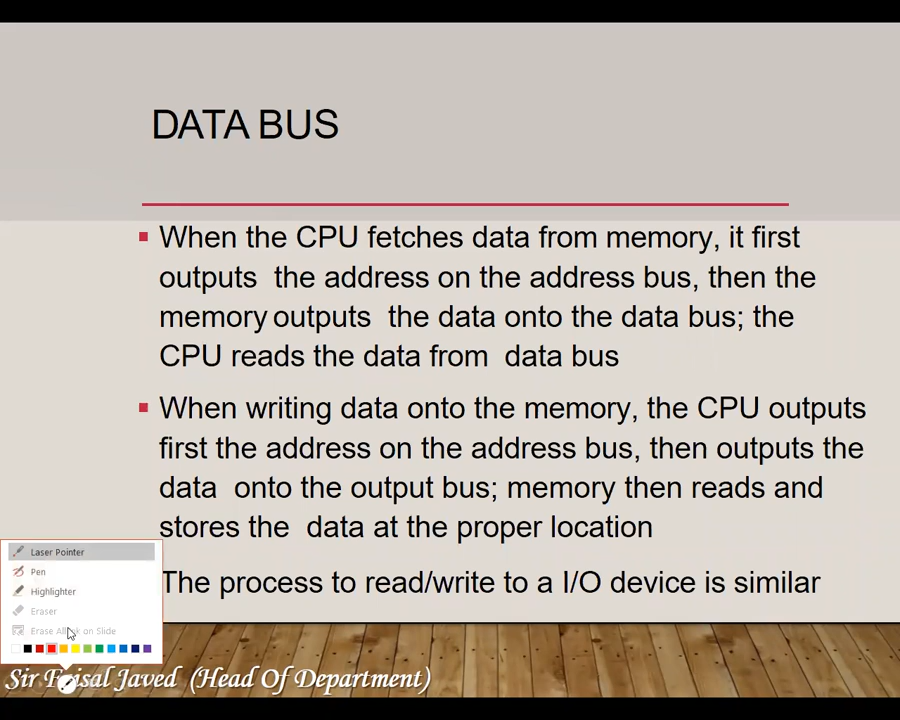 DATA BUS
When the CPU fetches data from memory, it first
outputs the address on the address bus, then the
memory outputs the data onto the data bus; the
CPU reads the data from data bus
When writing data onto the memory, the CPU outputs
first the address on the address bus, then outputs the
data onto the output bus; memory then reads and
stores the data at the proper location
The process to read/write to a I/O device is similar
Laser Pointer
Pen
Highlighter
Eraser
Erase All Ink on Slide
Sir Faisal Javed (Head Of Department)